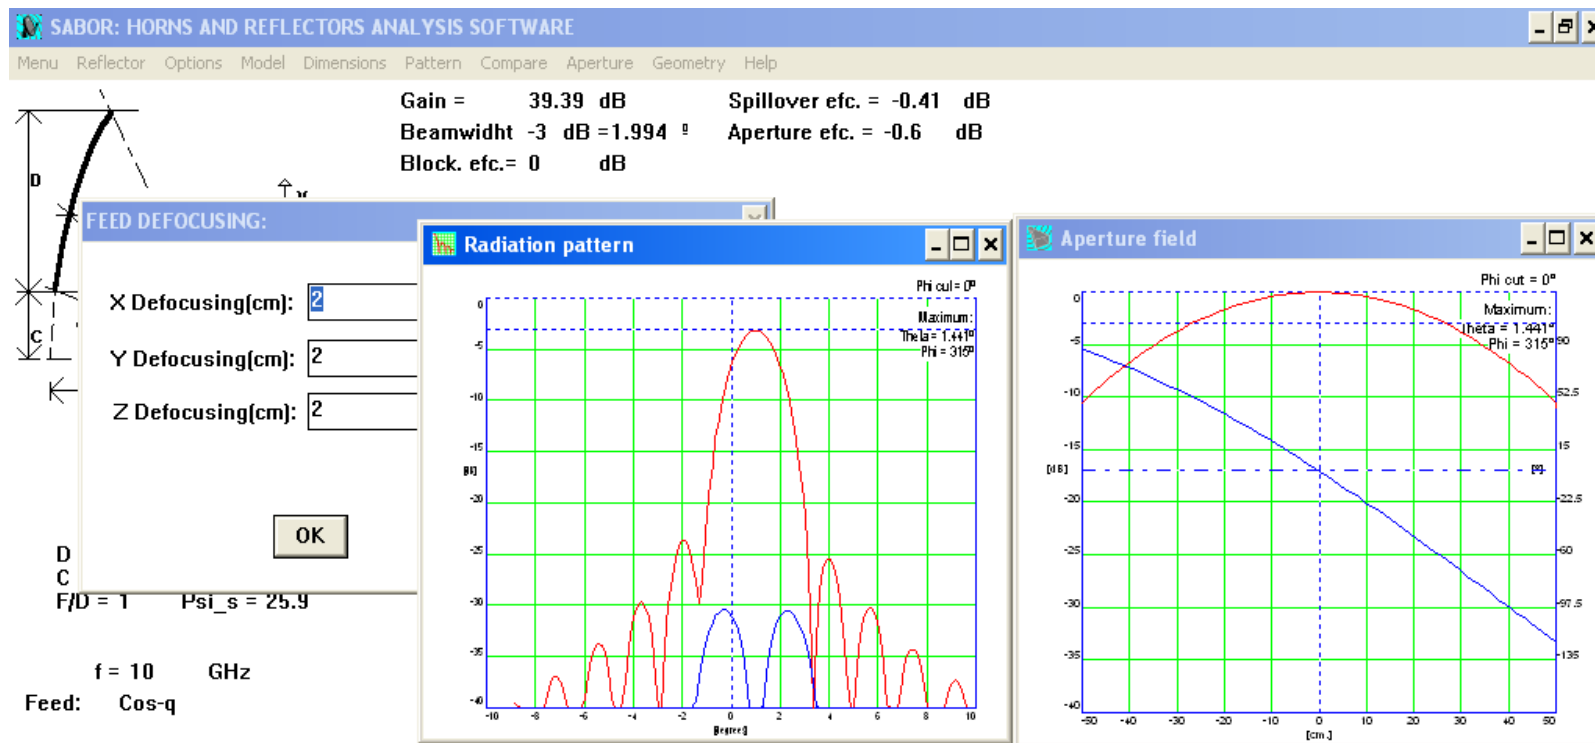 SABOR: HORNS AND REFLECTORS ANALYSIS SOFTWARE
Menu Reflector Options Model Dimensions Pattern Compare Aperture Geometry Help
Gain = 39.39 dB Spillover efc. = -0.41 dB
Beamwidht -3 dB =1.994 º Aperture efc. = -0.6 dB
Block. efc.= 0 dB
D
C
FEED DEFOCUSING:
X Defocusing(cm): 2
Y Defocusing(cm): 2
Z Defocusing(cm): 2
OK
D
C
F/D = 1 Psi_s = 25.9
f = 10 GHz
Feed: Cos-q
Radiation pattern
Phi cut = 0º
Maximum:
Theta = 1.441º
Phi = 315º
0
-5
-10
-15
[dB]
-20
-25
-30
-35
-40
-10 -8 -6 -4 -2 0 2 4 6 8 10
[degrees]
Aperture field
Phi cut = 0º
Maximum:
Theta = 1.441º
Phi = 315º
0
-5 90
-10 52.5
-15 15
[dB] [º]
-20 -22.5
-25 -60
-30 -97.5
-35 -135
-40
-50 -40 -30 -20 -10 0 10 20 30 40 50
[cm.]